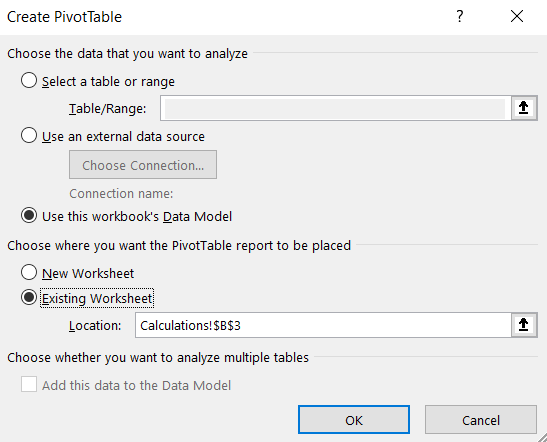 Create PivotTable ?
Choose the data that you want to analyze
Select a table or range
Table/Range:
Use an external data source
Choose Connection...
Connection name:
Use this workbook's Data Model
Choose where you want the PivotTable report to be placed
New Worksheet
Existing Worksheet
Location: Calculations!$B$3
Choose whether you want to analyze multiple tables
Add this data to the Data Model
OK Cancel